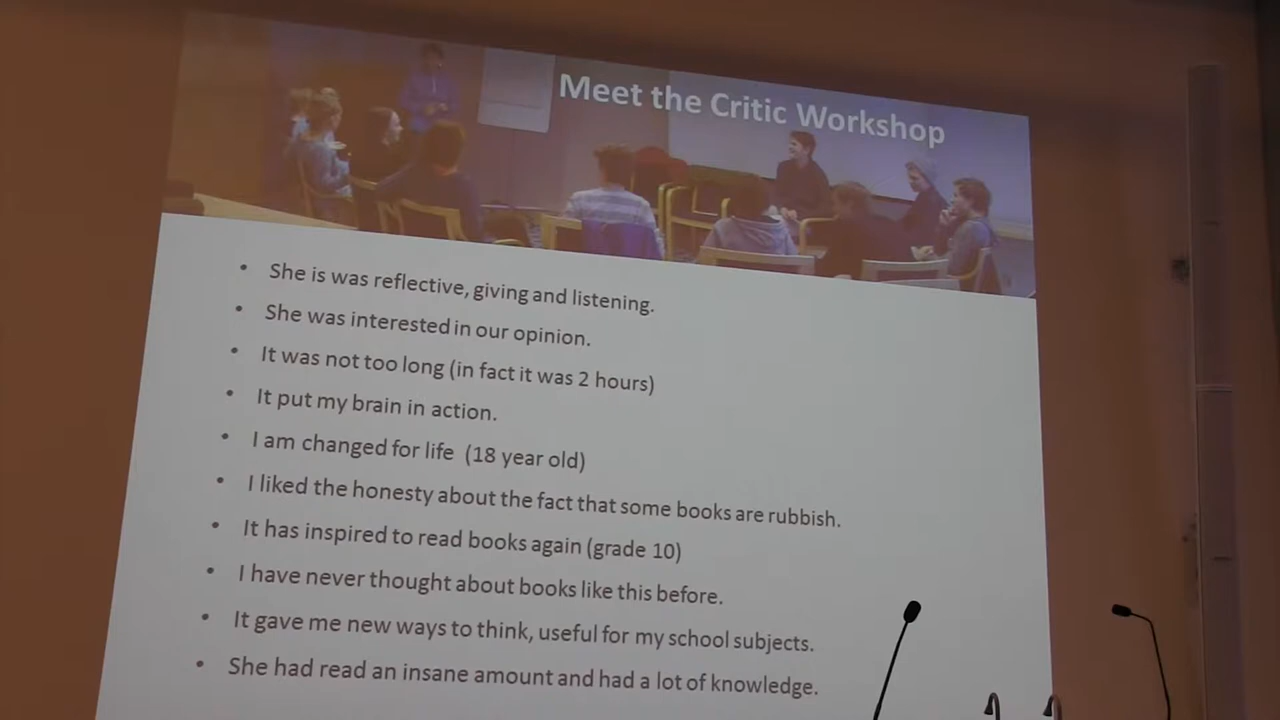 Meet the Critic Workshop
• She is was reflective, giving and listening.
• She was interested in our opinion.
• It was not too long (in fact it was 2 hours)
• It put my brain in action.
• I am changed for life (18 year old)
• I liked the honesty about the fact that some books are rubbish.
• It has inspired to read books again (grade 10)
• I have never thought about books like this before.
• It gave me new ways to think, useful for my school subjects.
• She had read an insane amount and had a lot of knowledge.